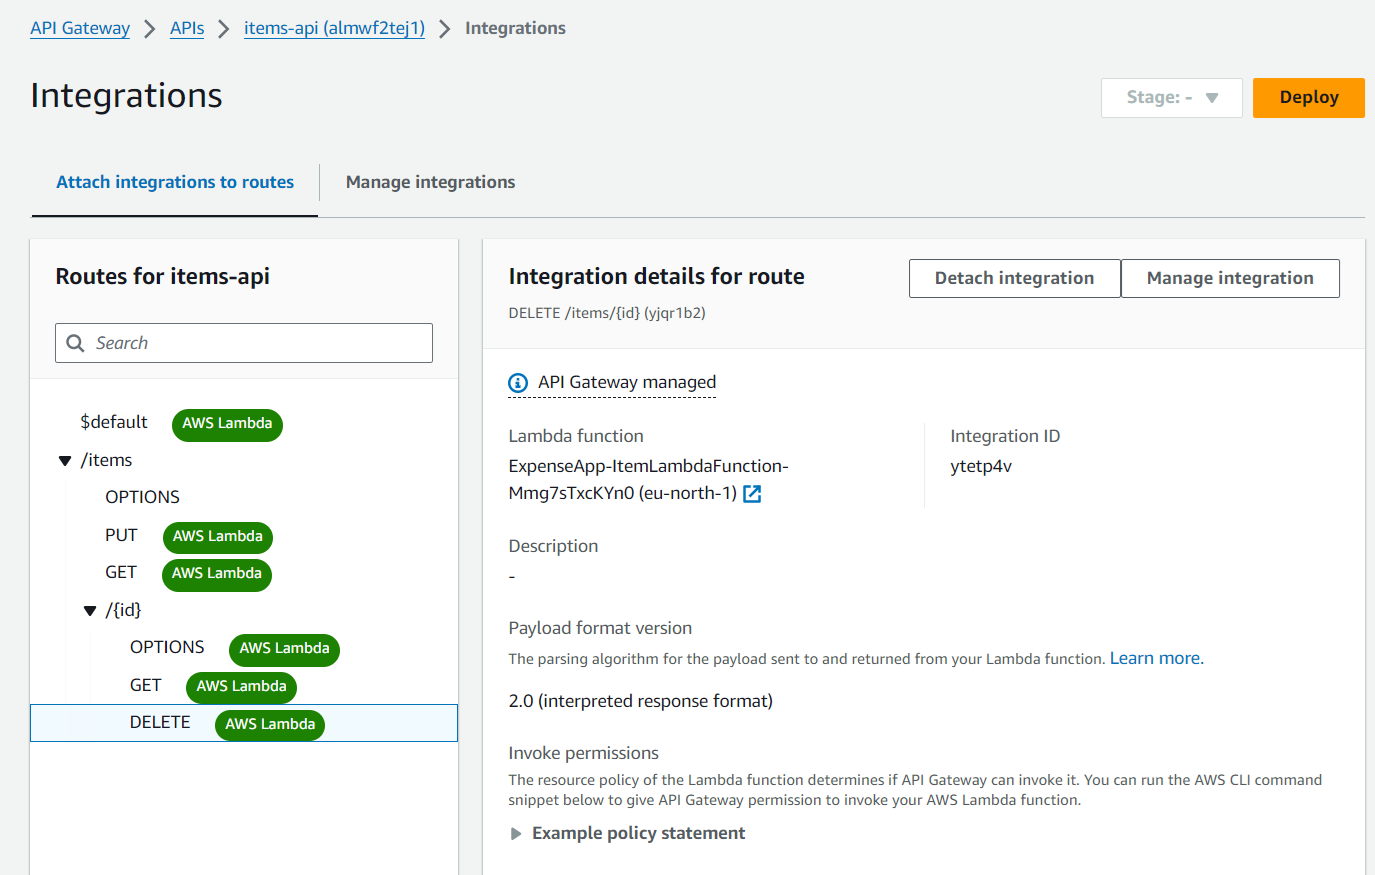 API Gateway > APIs > items-api (almwf2tej1) > Integrations
Integrations
Stage: -
Deploy
Attach integrations to routes
Manage integrations
Routes for items-api
Search
$default AWS Lambda
/items
OPTIONS
PUT AWS Lambda
GET AWS Lambda
/{id}
OPTIONS AWS Lambda
GET AWS Lambda
DELETE AWS Lambda
Integration details for route
Detach integration
Manage integration
DELETE /items/{id} (yjqr1b2)
API Gateway managed
Lambda function
ExpenseApp-ItemLambdaFunction-
Mmg7sTxcKYn0 (eu-north-1)
Integration ID
ytetp4v
Description
-
Payload format version
The parsing algorithm for the payload sent to and returned from your Lambda function. Learn more.
2.0 (interpreted response format)
Invoke permissions
The resource policy of the Lambda function determines if API Gateway can invoke it. You can run the AWS CLI command
snippet below to give API Gateway permission to invoke your AWS Lambda function.
Example policy statement